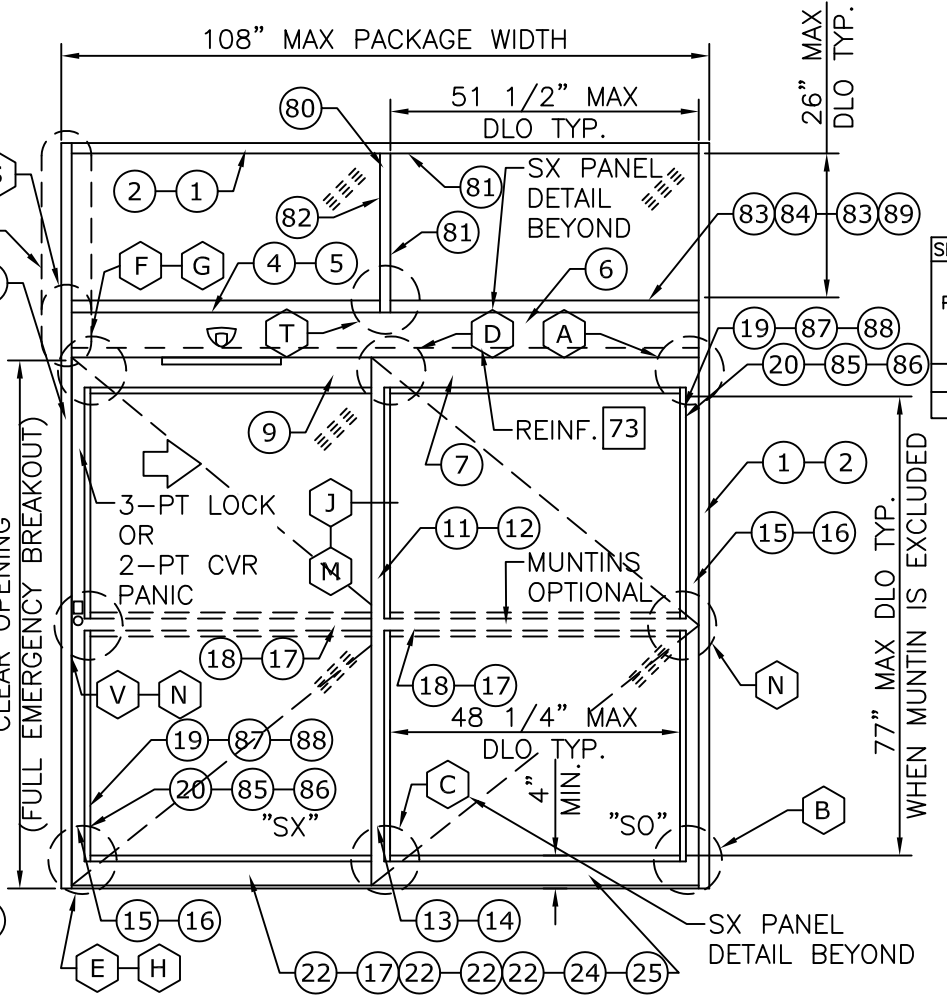 108” MAX PACKAGE WIDTH
26” MAX
DLO TYP.
51 1/2” MAX
DLO TYP.
80
2 1
81
SX PANEL
DETAIL
BEYOND
82
81
83 84 83 89
S
F G
4 5
6
T
D
A
19 87 88
20 85 86
9
REINF. 73
7
1 2
3-PT LOCK
OR
2-PT CVR
PANIC
J
11 12
15 16
M
MUNTINS
OPTIONAL
CLEAR OPENING
(FULL EMERGENCY BREAKOUT)
18 17
18 17
V N
N
77” MAX DLO TYP.
WHEN MUNTIN IS EXCLUDED
48 1/4” MAX
DLO TYP.
19 87 88
20 85 86
C
4”
MIN.
”SX”
”SO”
B
15 16
13 14
SX PANEL
DETAIL BEYOND
E H
22 17 22 22 22 24 25